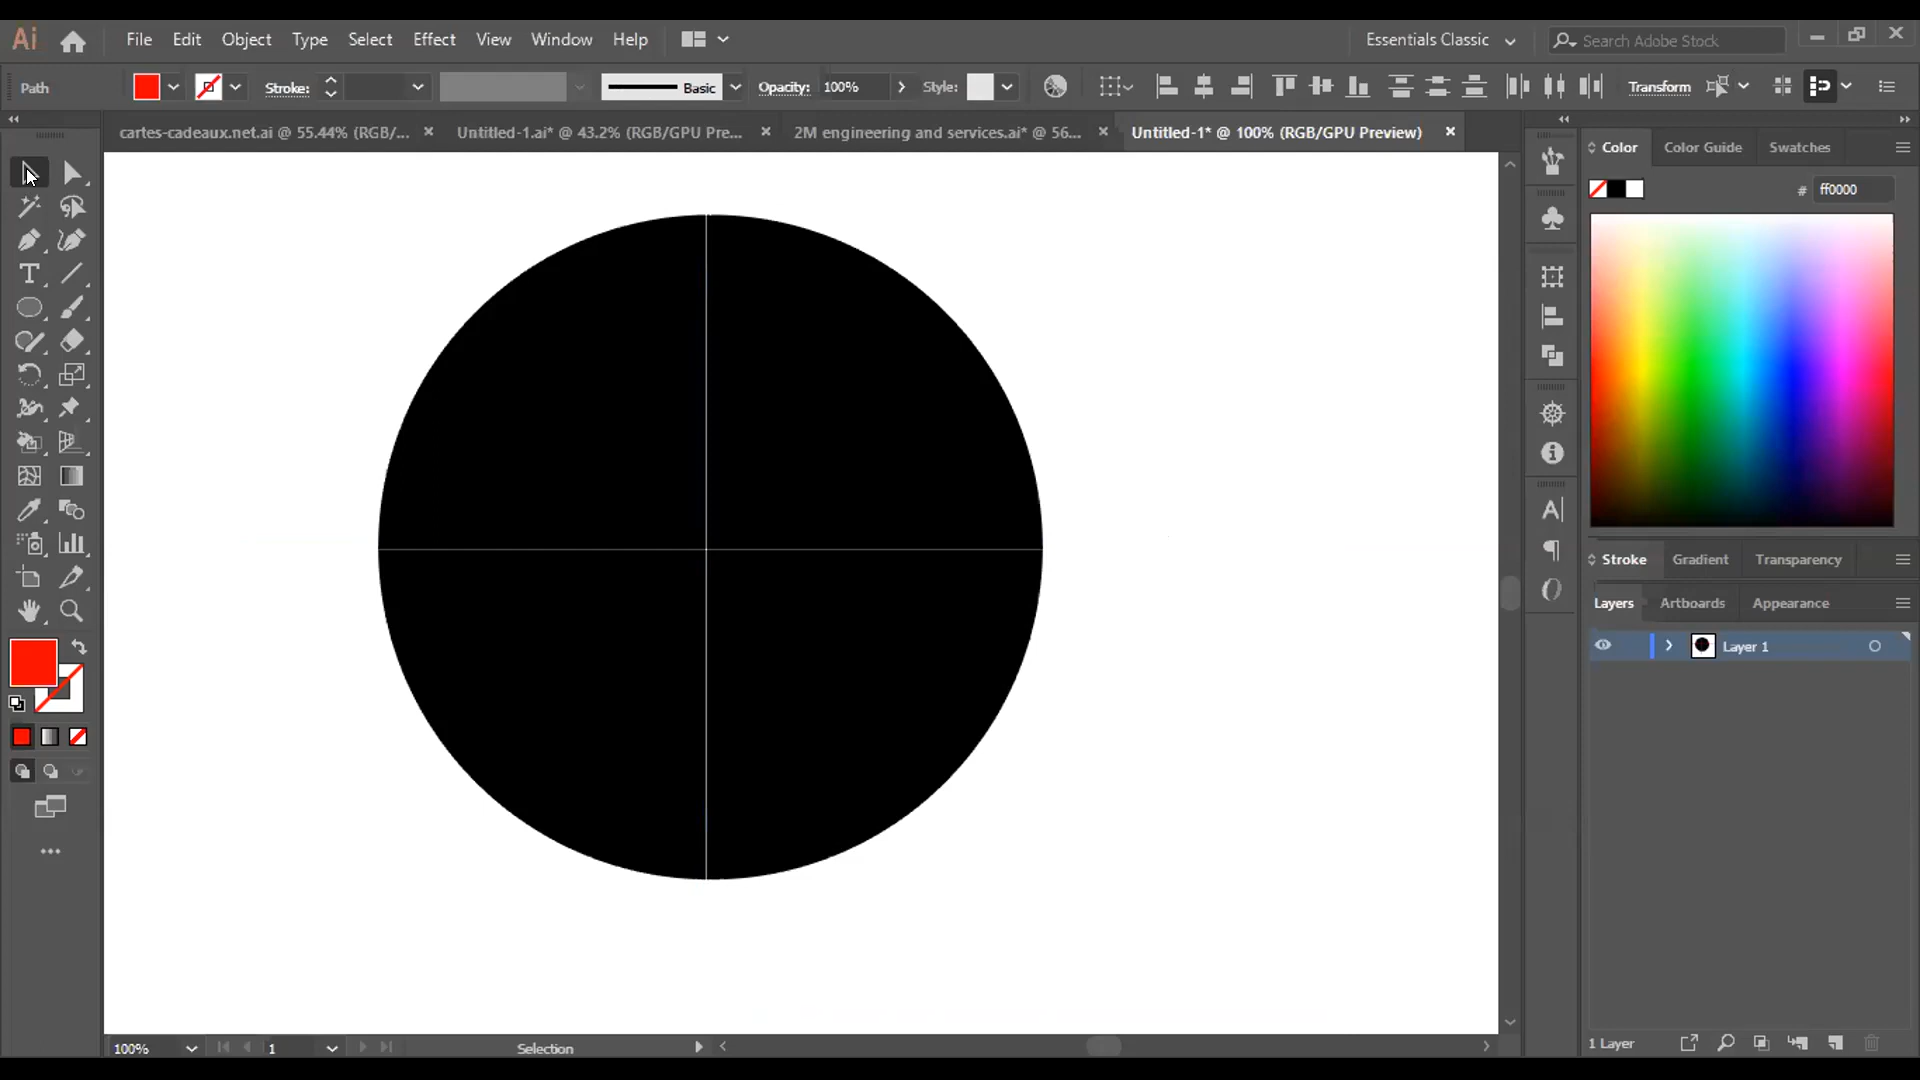 Ai File Edit Object Type Select Effect View Window Help Essentials Classic Search Adobe Stock
Path Stroke: Basic Opacity: 100% Style: Transform
cartes-cadeaux.net.ai @ 55.44% (RGB/... Untitled-1.ai* @ 43.2% (RGB/GPU Pre... 2M engineering and services.ai* @ 56... Untitled-1* @ 100% (RGB/GPU Preview)
Color Color Guide Swatches
# ff0000
Stroke Gradient Transparency
Layers Artboards Appearance
Layer 1
1 Layer
100% 1 Selection